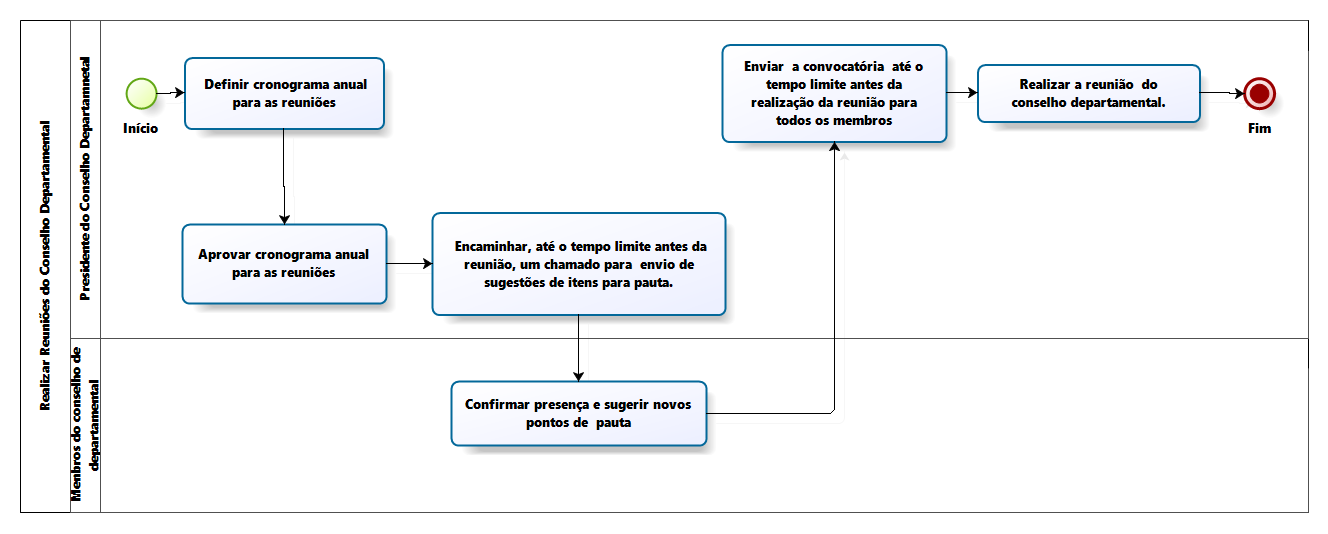 Realizar Reuniões do Conselho Departamental
Presidente do Conselho Departamnetal
Início
Definir cronograma anual
para as reuniões
Aprovar cronograma anual
para as reuniões
Encaminhar, até o tempo limite antes da
reunião, um chamado para envio de
sugestões de itens para pauta.
Enviar a convocatória até o
tempo limite antes da
realização da reunião para
todos os membros
Realizar a reunião do
conselho departamental.
Fim
Menbros do conselho de
departamental
Confirmar presença e sugerir novos
pontos de pauta